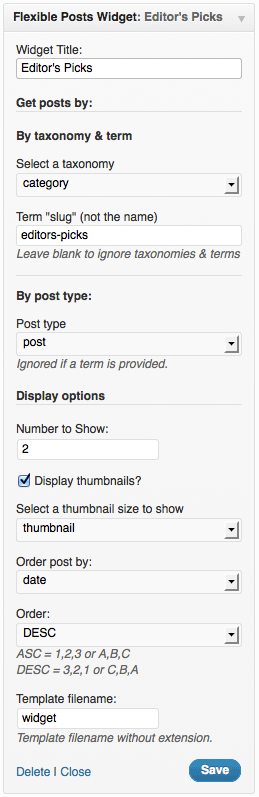 Flexible Posts Widget: Editor's Picks
Widget Title:
Editor's Picks
Get posts by:
By taxonomy & term
Select a taxonomy
category
Term "slug" (not the name)
editors-picks
Leave blank to ignore taxonomies & terms
By post type:
Post type
post
Ignored if a term is provided.
Display options
Number to Show:
2
Display thumbnails?
Select a thumbnail size to show
thumbnail
Order post by:
date
Order:
DESC
ASC = 1,2,3 or A,B,C
DESC = 3,2,1 or C,B,A
Template filename:
widget
Template filename without extension.
Delete | Close Save